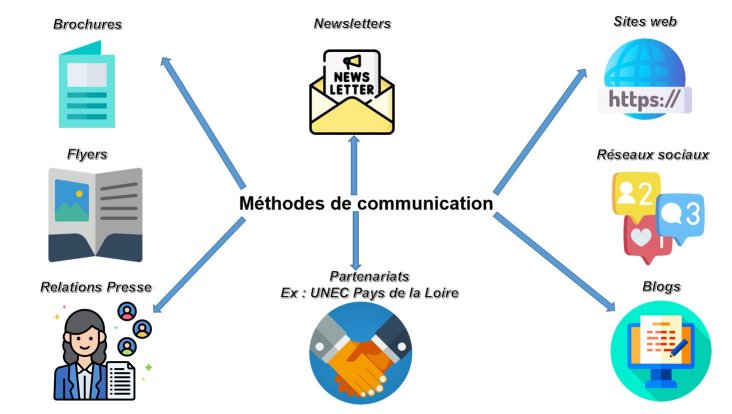 Brochures
Newsletters
Sites web
NEWS
LETTER
https://
Flyers
Réseaux sociaux
2
3
1
Méthodes de communication
Relations Presse
Partenariats
Ex : UNEC Pays de la Loire
Blogs